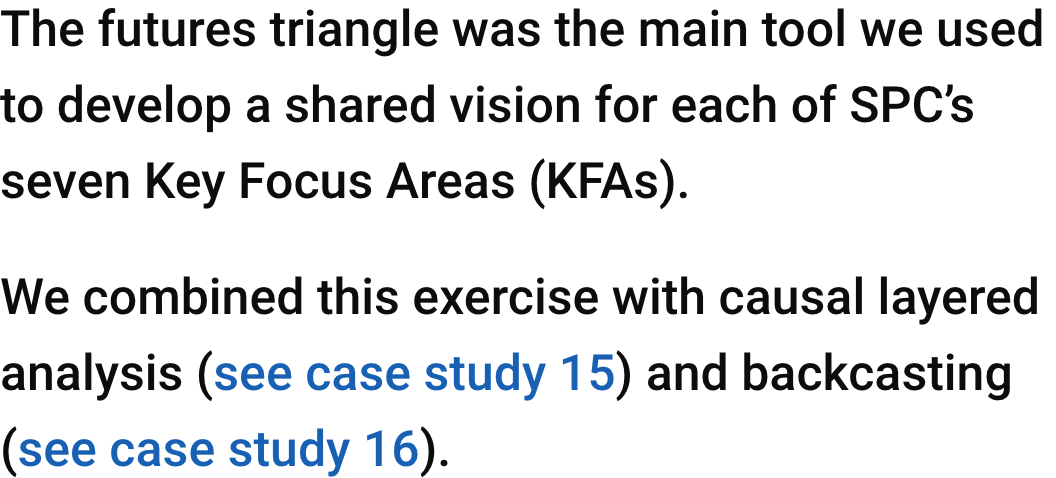 The futures triangle was the main tool we used
to develop a shared vision for each of SPC’s
seven Key Focus Areas (KFAs).
We combined this exercise with causal layered
analysis (see case study 15) and backcasting
(see case study 16).